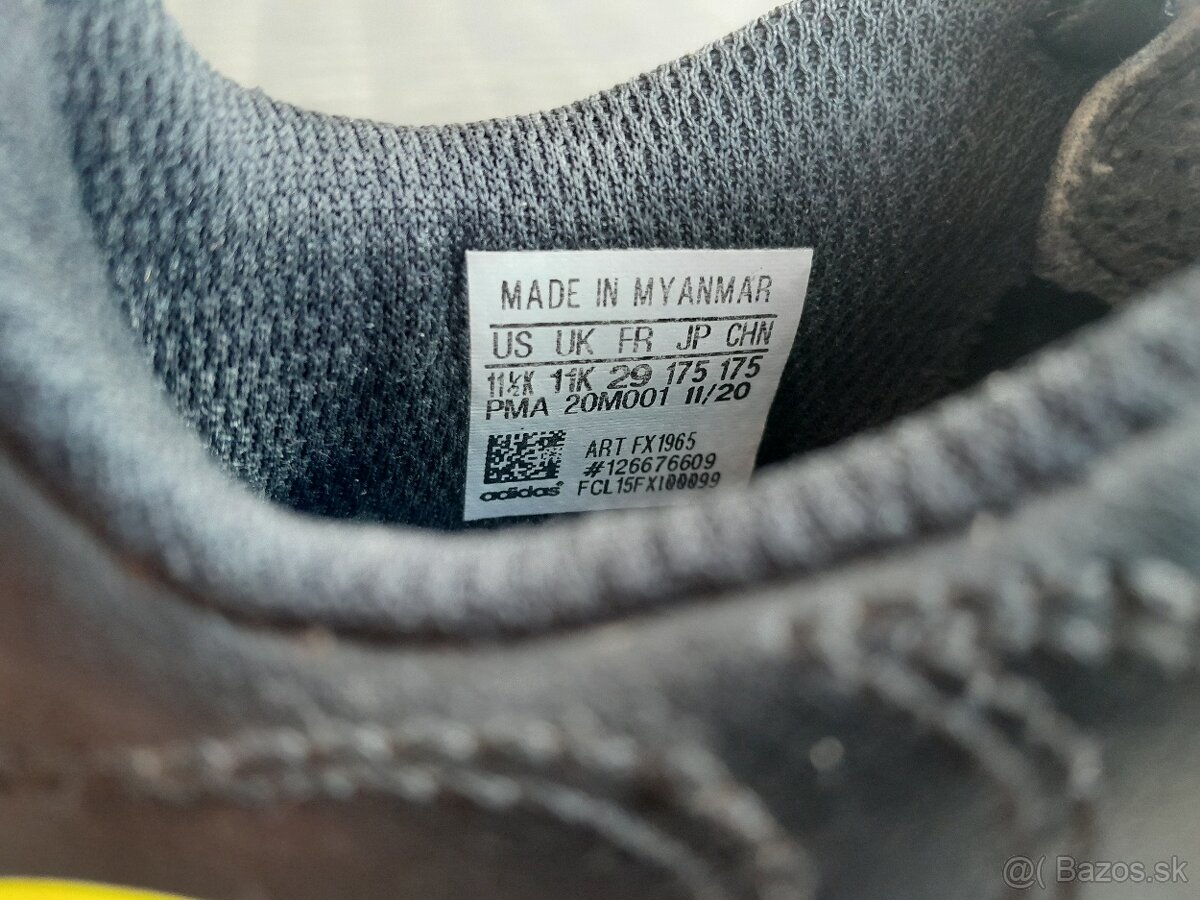 MADE IN MYANMAR
US UK FR JP CHN
11½K 11K 29 175 175
PMA 20M001 11/20
ART FX1965
#126676609
adidas® FCL15FX100099
@( Bazos.sk